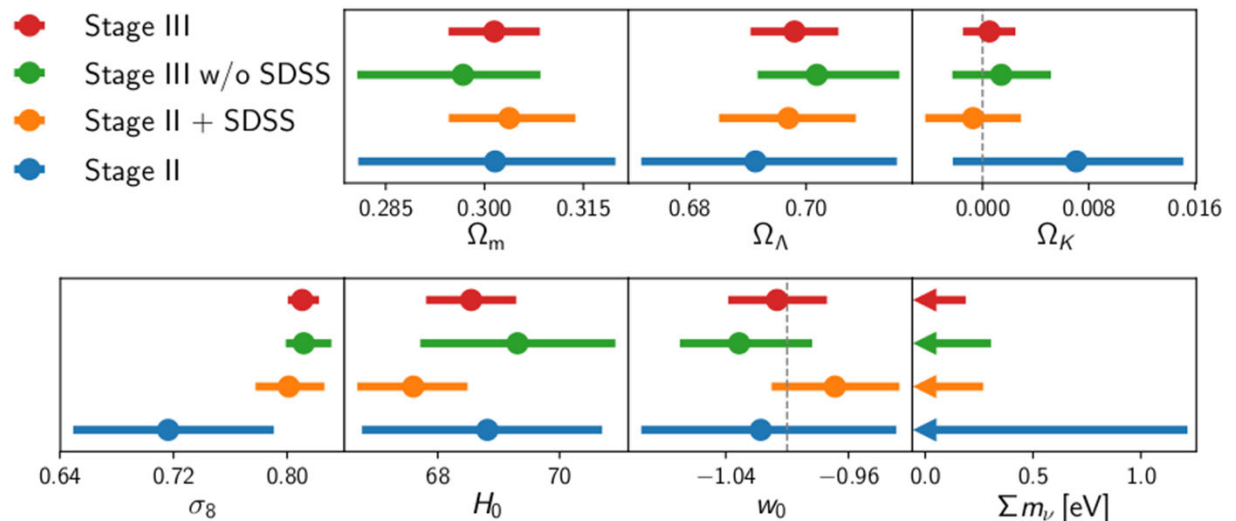 Stage III
Stage III w/o SDSS
Stage II + SDSS
Stage II
0.285 0.300 0.315 0.68 0.70 0.000 0.008 0.016
Ωm ΩΛ ΩK
0.64 0.72 0.80 68 70 −1.04 −0.96 0.0 0.5 1.0
σ8 H0 w0 Σmν [eV]